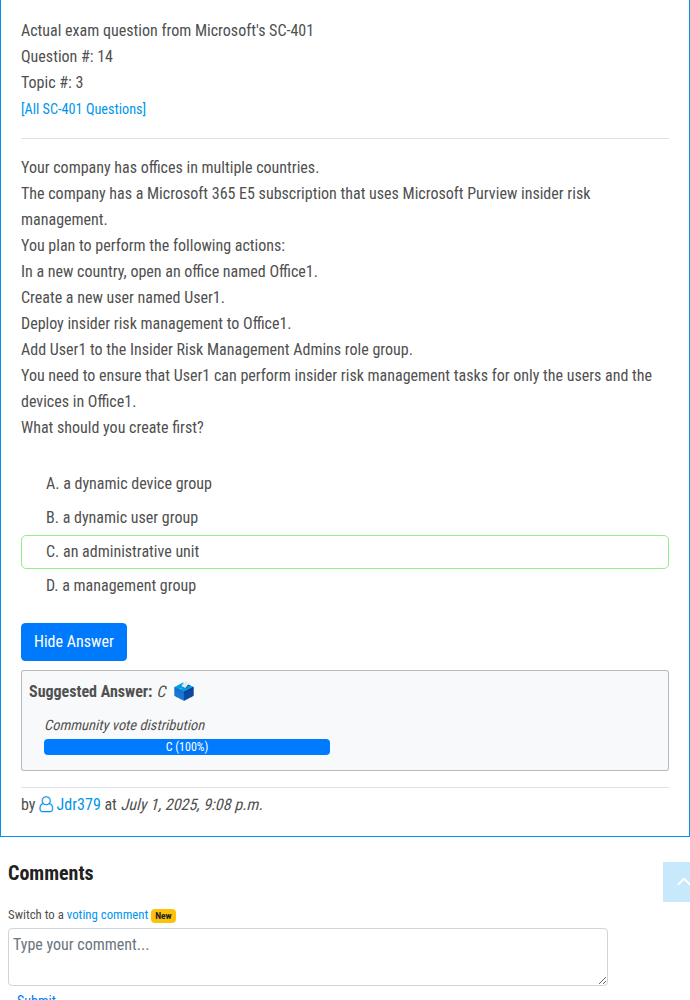 Actual exam question from Microsoft's SC-401
Question #: 14
Topic #: 3
[All SC-401 Questions]
Your company has offices in multiple countries.
The company has a Microsoft 365 E5 subscription that uses Microsoft Purview insider risk
management.
You plan to perform the following actions:
In a new country, open an office named Office1.
Create a new user named User1.
Deploy insider risk management to Office1.
Add User1 to the Insider Risk Management Admins role group.
You need to ensure that User1 can perform insider risk management tasks for only the users and the
devices in Office1.
What should you create first?
A. a dynamic device group
B. a dynamic user group
C. an administrative unit
D. a management group
Hide Answer
Suggested Answer: C
Community vote distribution
C (100%)
by Jdr379 at July 1, 2025, 9:08 p.m.
Comments
Switch to a voting comment New
Type your comment...
Submit